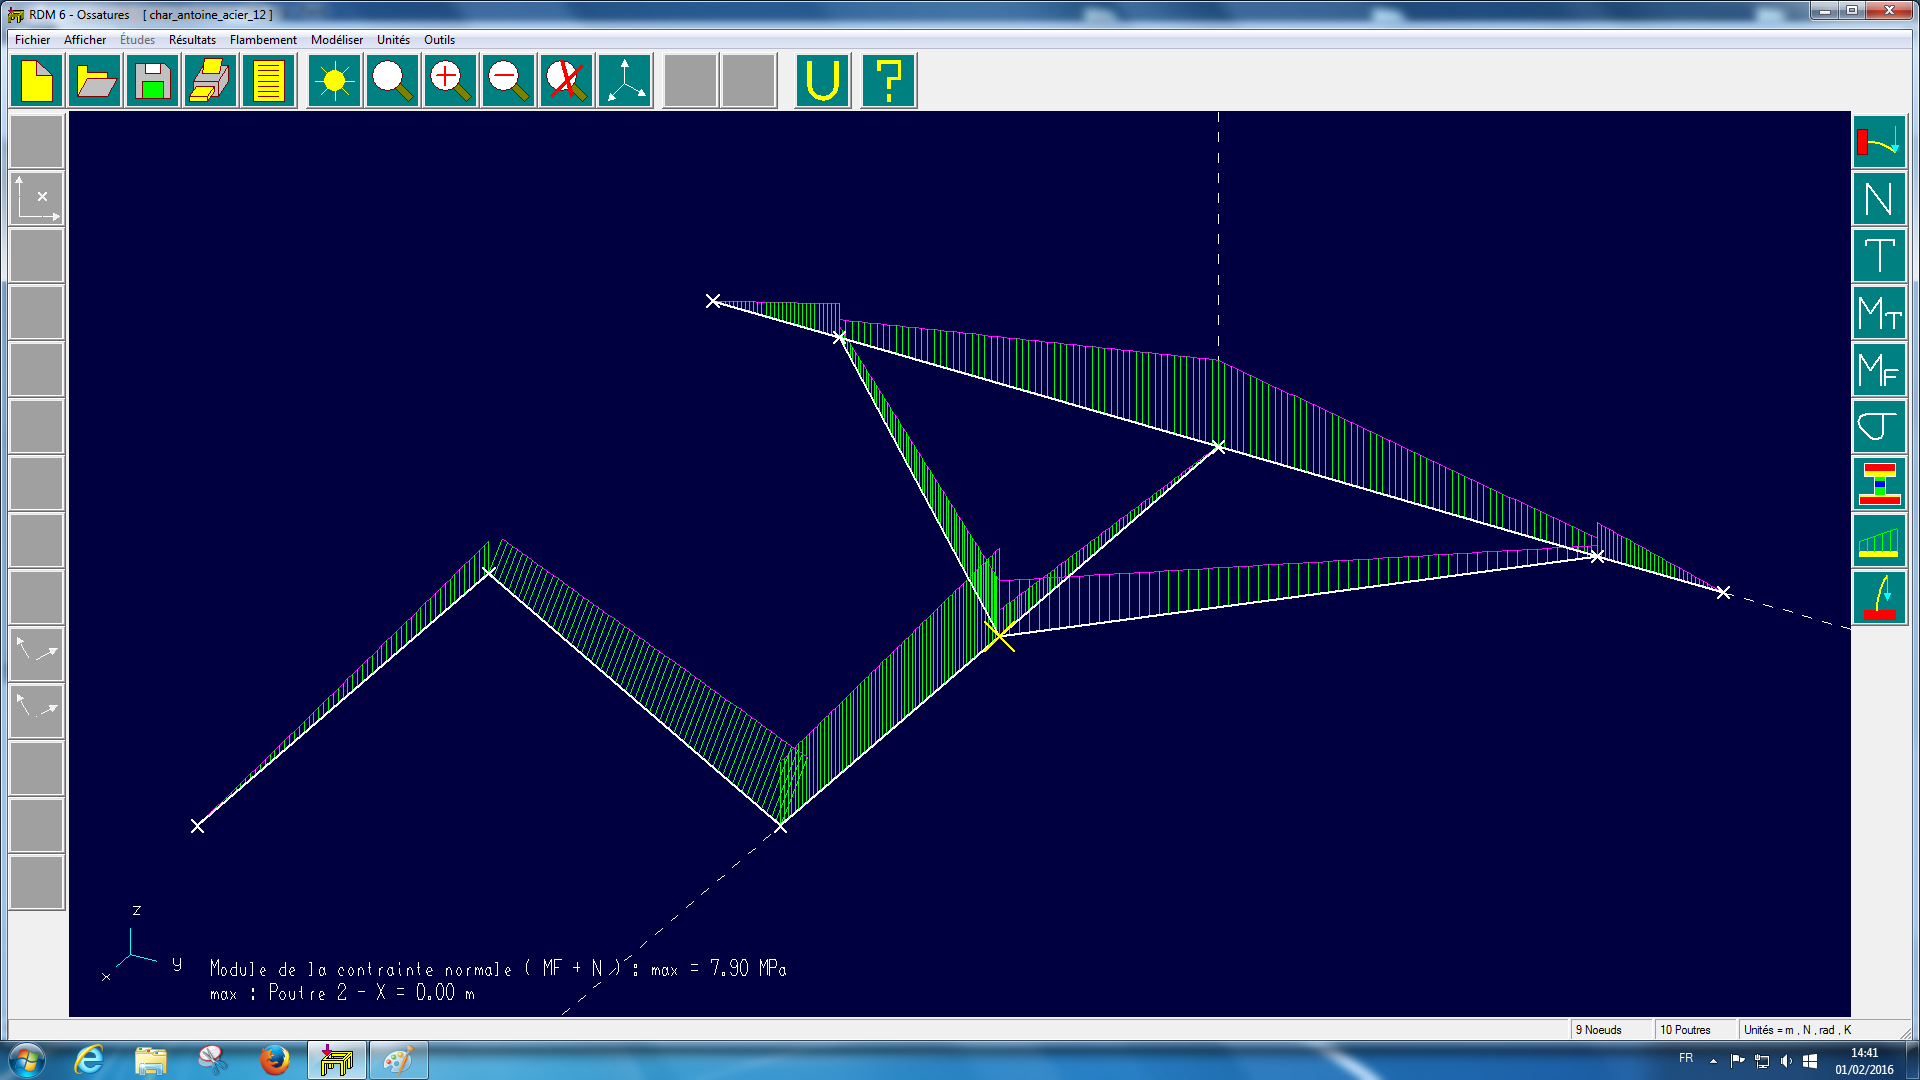 RDM 6 - Ossatures [ char_antoine_acier_12 ]
Fichier Afficher Études Résultats Flambement Modéliser Unités Outils
N
T
MT
MF
σ
z
y
x
Module de la contrainte normale ( MF + N ) : max = 7.90 MPa
max : Poutre 2 - X = 0.00 m
9 Noeuds 10 Poutres Unités = m , N , rad , K
FR
14:41
01/02/2016